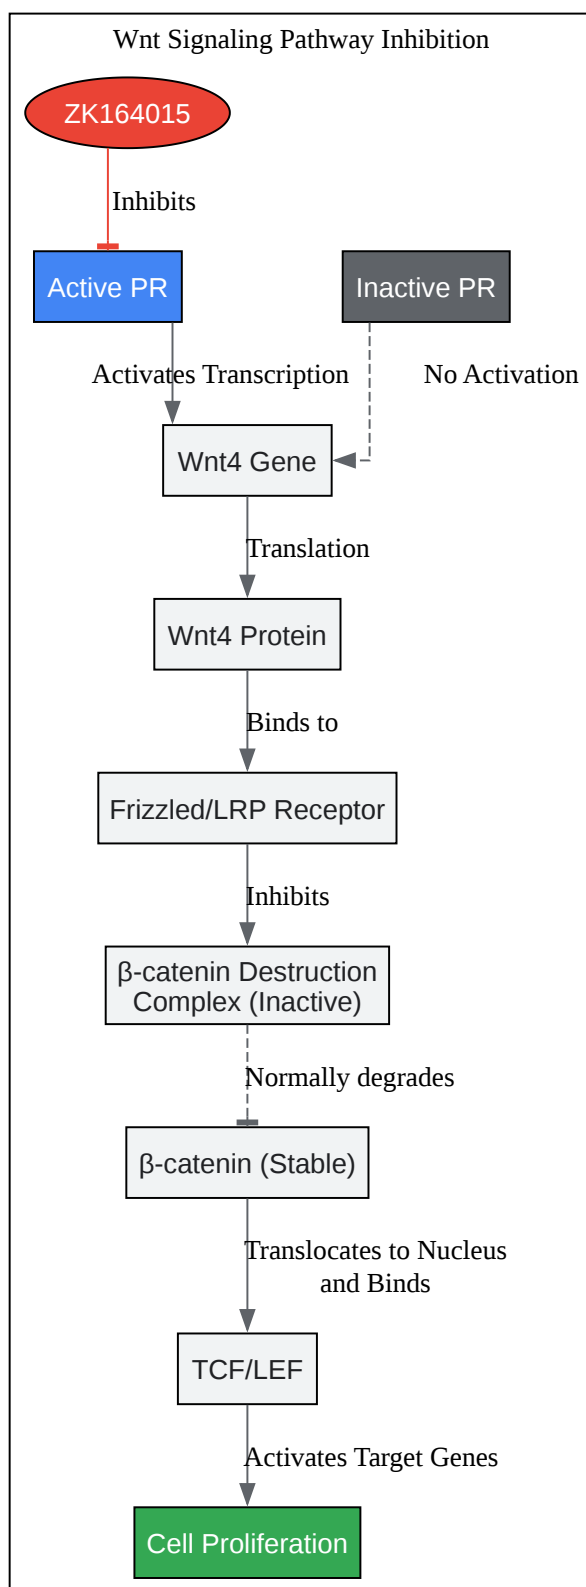 Wnt Signaling Pathway Inhibition
ZK164015
Inhibits
Active PR
Inactive PR
Activates Transcription
No Activation
Wnt4 Gene
Translation
Wnt4 Protein
Binds to
Frizzled/LRP Receptor
Inhibits
β-catenin Destruction
Complex (Inactive)
Normally degrades
β-catenin (Stable)
Translocates to Nucleus
and Binds
TCF/LEF
Activates Target Genes
Cell Proliferation